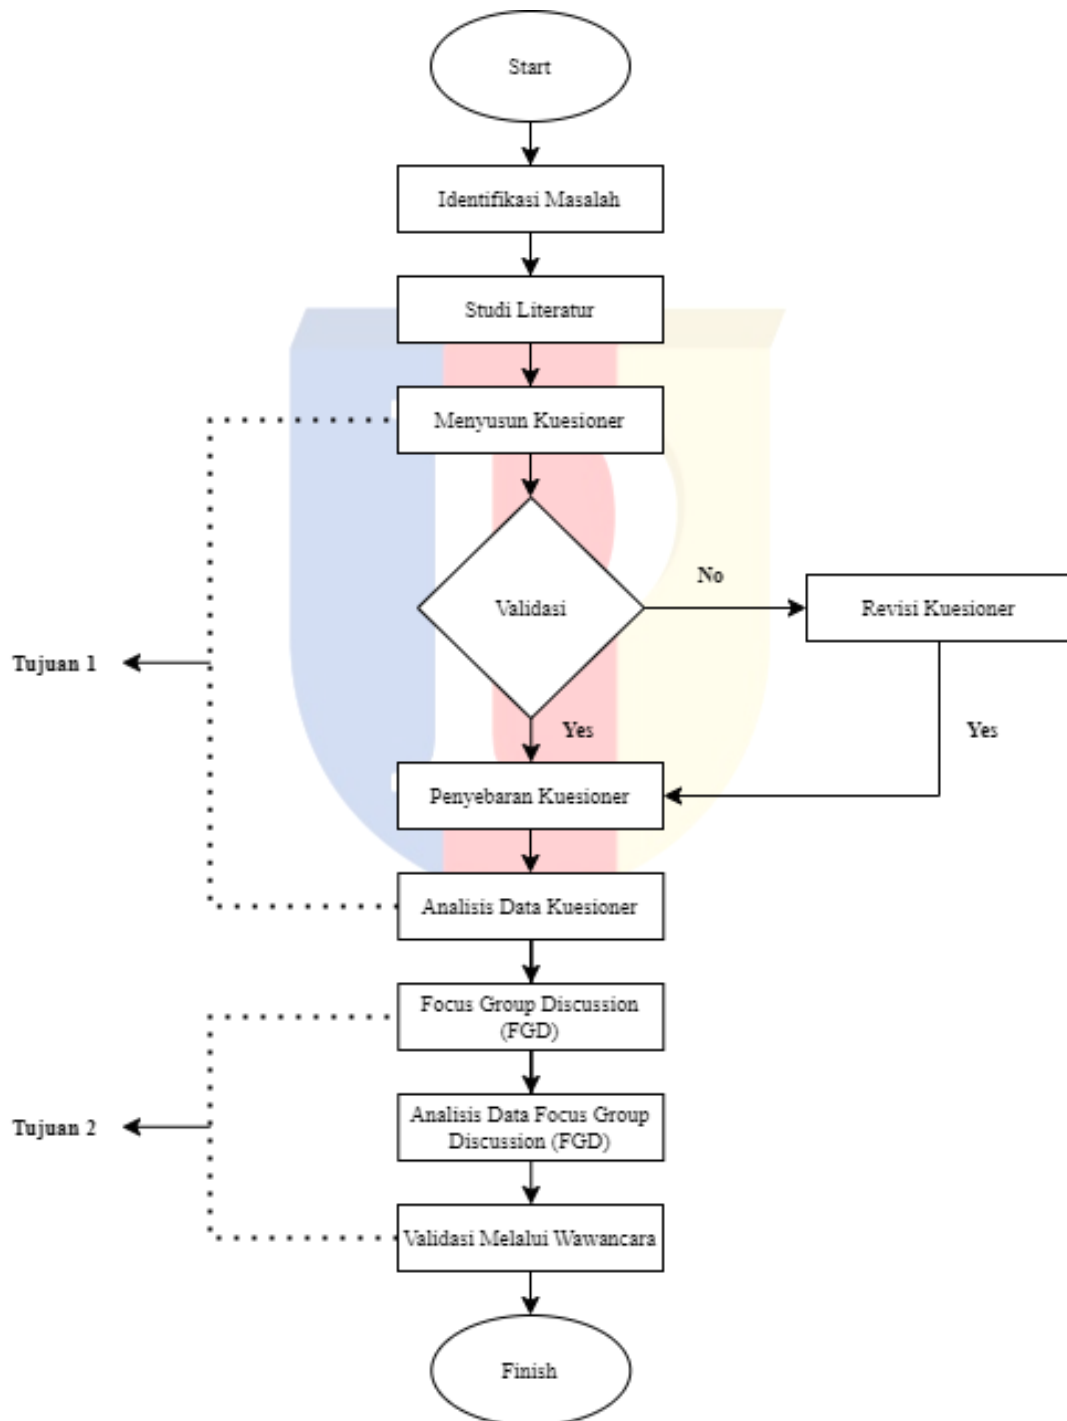 Start
Identifikasi Masalah
Studi Literatur
Menyusun Kuesioner
Validasi
No
Revisi Kuesioner
Tujuan 1
Yes
Yes
Penyebaran Kuesioner
Analisis Data Kuesioner
Focus Group Discussion
(FGD)
Tujuan 2
Analisis Data Focus Group
Discussion (FGD)
Validasi Melalui Wawancara
Finish